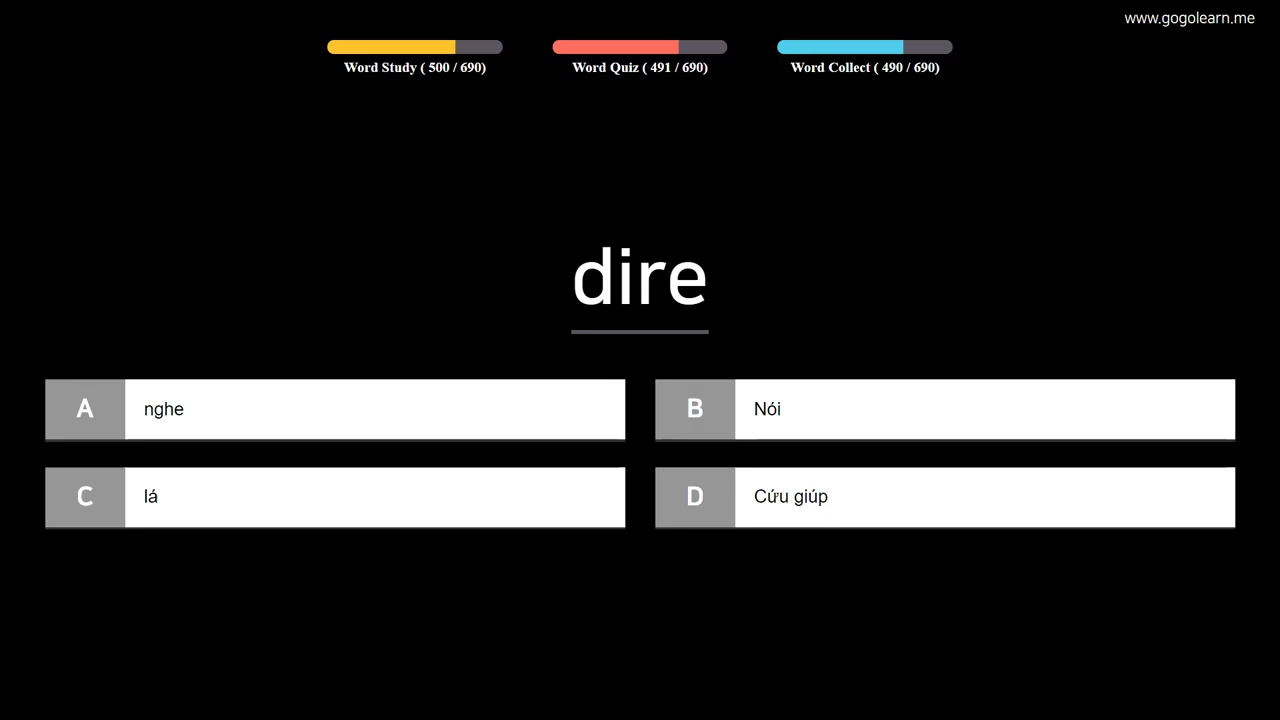 www.gogolearn.me
Word Study ( 500 / 690)
Word Quiz ( 491 / 690)
Word Collect ( 490 / 690)
dire
A nghe
B Nói
C lá
D Cứu giúp